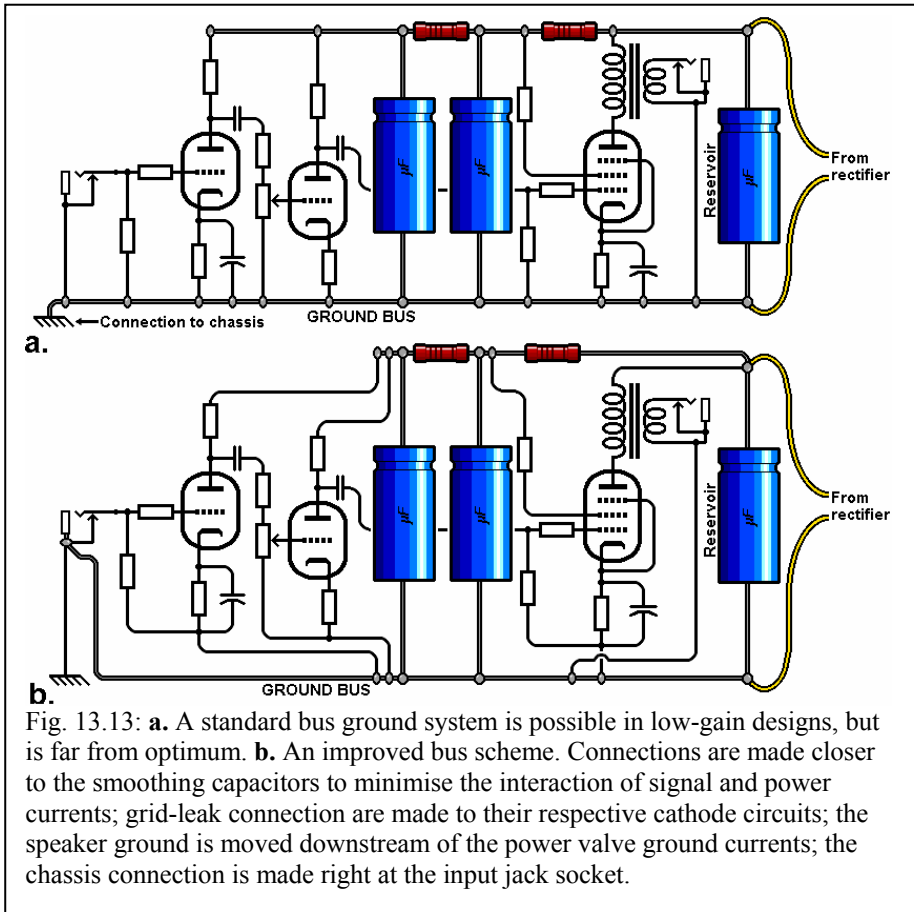 µF
µF
Reservoir
µF
From
rectifier
Connection to chassis
GROUND BUS
a.
µF
µF
Reservoir
µF
From
rectifier
GROUND BUS
b.
Fig. 13.13: a. A standard bus ground system is possible in low-gain designs, but
is far from optimum. b. An improved bus scheme. Connections are made closer
to the smoothing capacitors to minimise the interaction of signal and power
currents; grid-leak connection are made to their respective cathode circuits; the
speaker ground is moved downstream of the power valve ground currents; the
chassis connection is made right at the input jack socket.